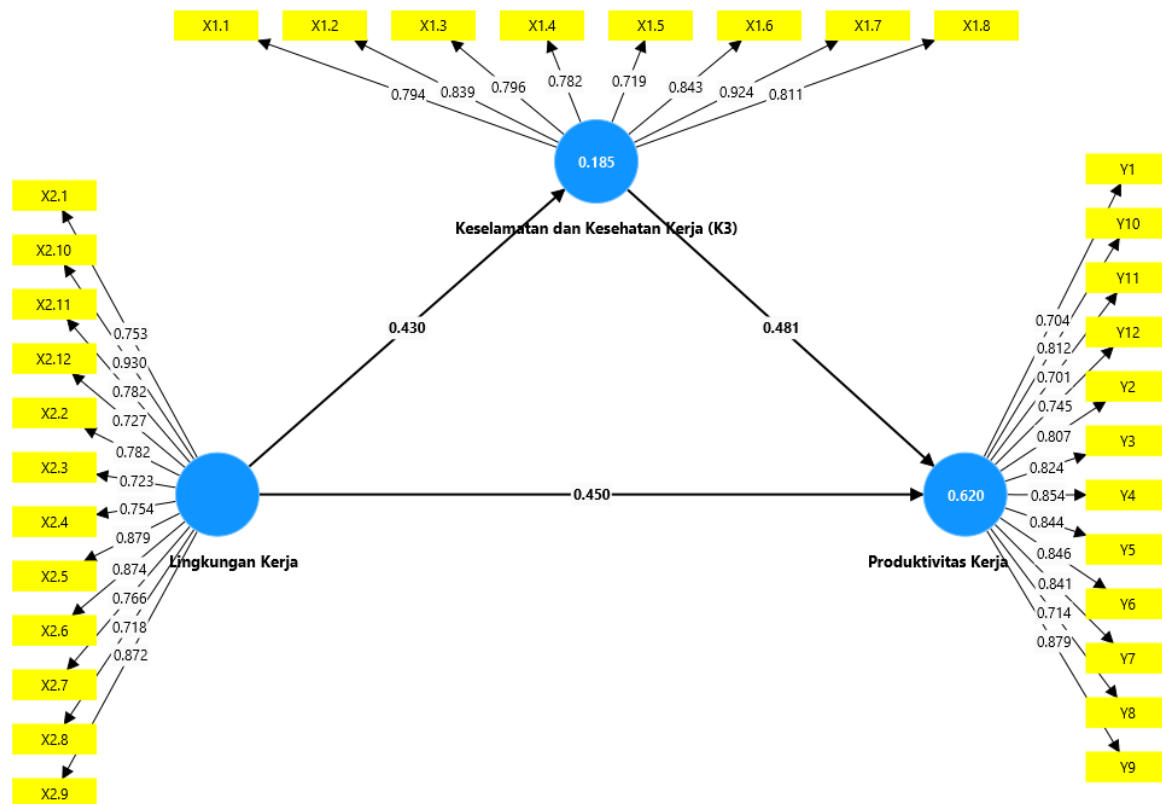 X1.1
X1.2
X1.3
X1.4
X1.5
X1.6
X1.7
X1.8
0.794
0.839
0.796
0.782
0.719
0.843
0.924
0.811
0.185
Keselamatan dan Kesehatan Kerja (K3)
X2.1
X2.10
X2.11
X2.12
X2.2
X2.3
X2.4
X2.5
X2.6
X2.7
X2.8
X2.9
0.753
0.930
0.782
0.727
0.782
0.723
0.754
0.879
0.874
0.766
0.718
0.872
Lingkungan Kerja
0.430
0.481
0.450
0.620
Produktivitas Kerja
0.704
0.812
0.701
0.745
0.807
0.824
0.854
0.844
0.846
0.841
0.714
0.879
Y1
Y10
Y11
Y12
Y2
Y3
Y4
Y5
Y6
Y7
Y8
Y9